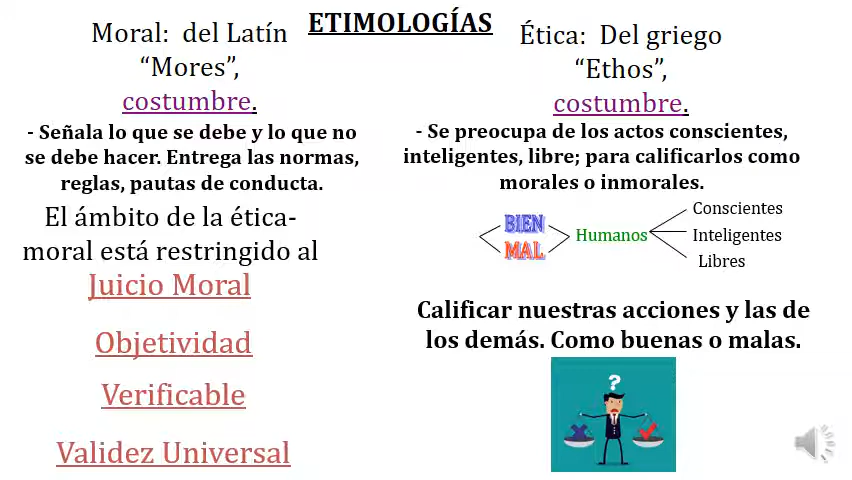 ETIMOLOGÍAS
Moral:  del Latín
“Mores”,
costumbre.
- Señala lo que se debe y lo que no
se debe hacer. Entrega las normas,
reglas, pautas de conducta.
El ámbito de la ética-
moral está restringido al
Juicio Moral
Objetividad
Verificable
Validez Universal
Ética:  Del griego
“Ethos”,
costumbre.
- Se preocupa de los actos conscientes,
inteligentes, libre; para calificarlos como
morales o inmorales.
BIEN
MAL
Humanos
Conscientes
Inteligentes
Libres
Calificar nuestras acciones y las de
los demás. Como buenas o malas.
?